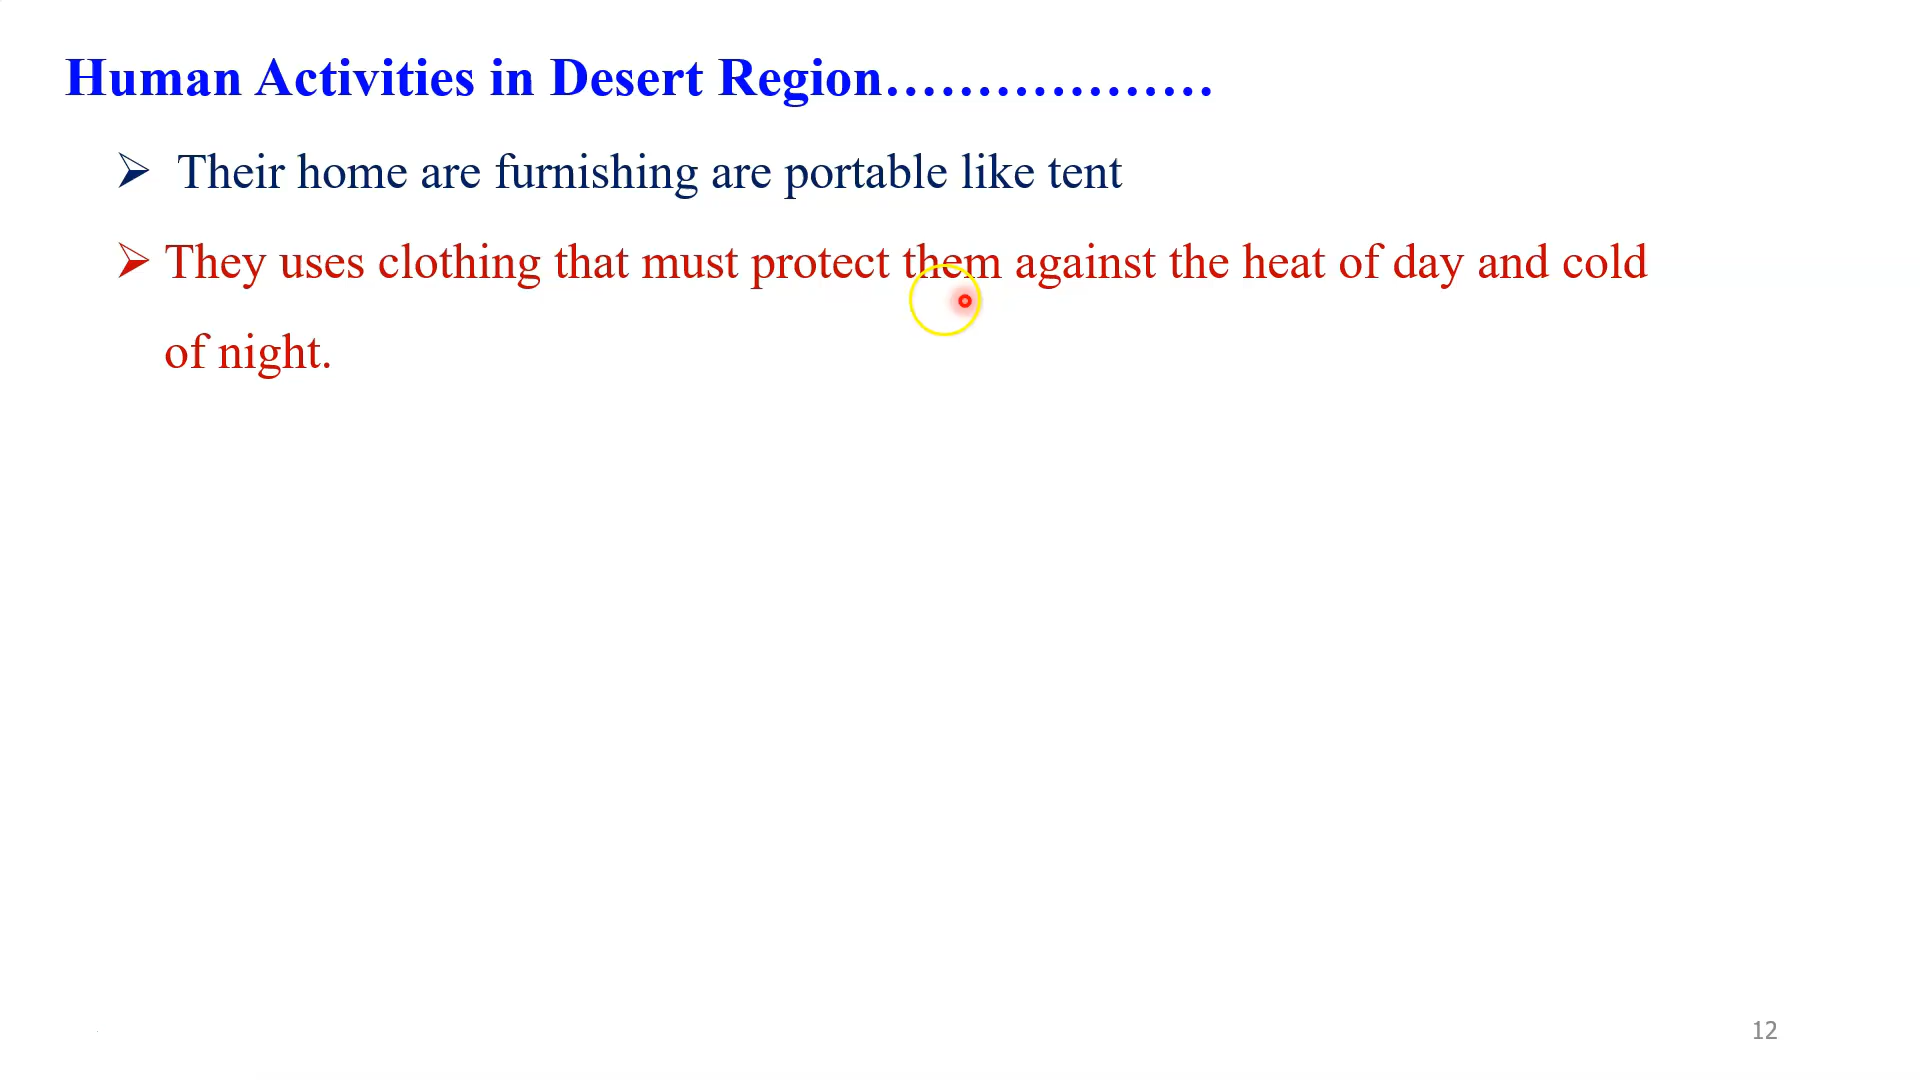 Human Activities in Desert Region………………
➢ Their home are furnishing are portable like tent
➢ They uses clothing that must protect them against the heat of day and cold
of night.
12